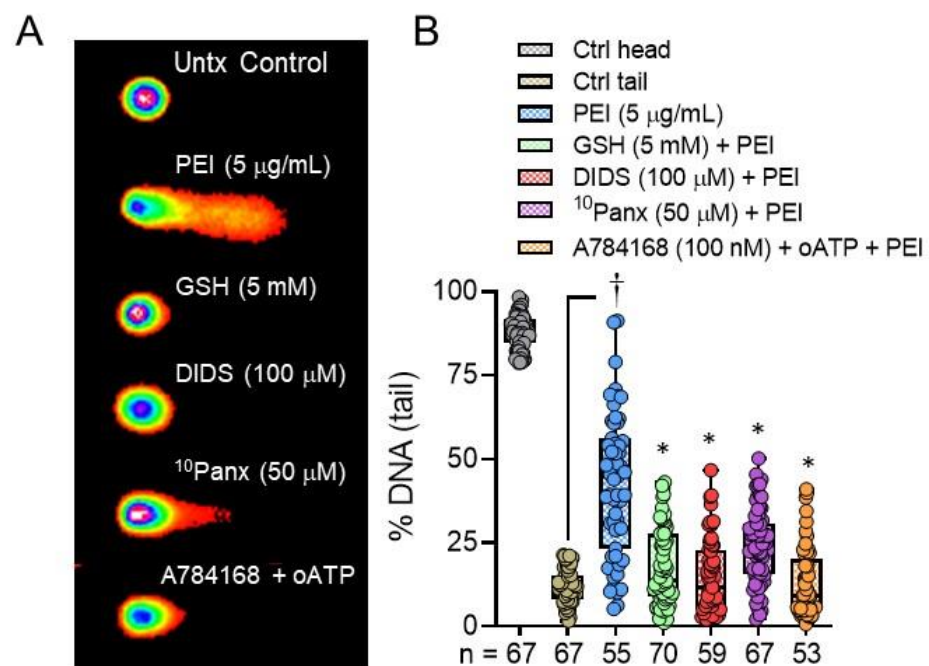 A
Untx Control
PEI (5 μg/mL)
GSH (5 mM)
DIDS (100 μM)
¹⁰Panx (50 μM)
A784168 + oATP
B
Ctrl head
Ctrl tail
PEI (5 μg/mL)
GSH (5 mM) + PEI
DIDS (100 μM) + PEI
¹⁰Panx (50 μM) + PEI
A784168 (100 nM) + oATP + PEI
% DNA (tail)
100
75
50
25
0
†
* * * *
n = 67 67 55 70 59 67 53